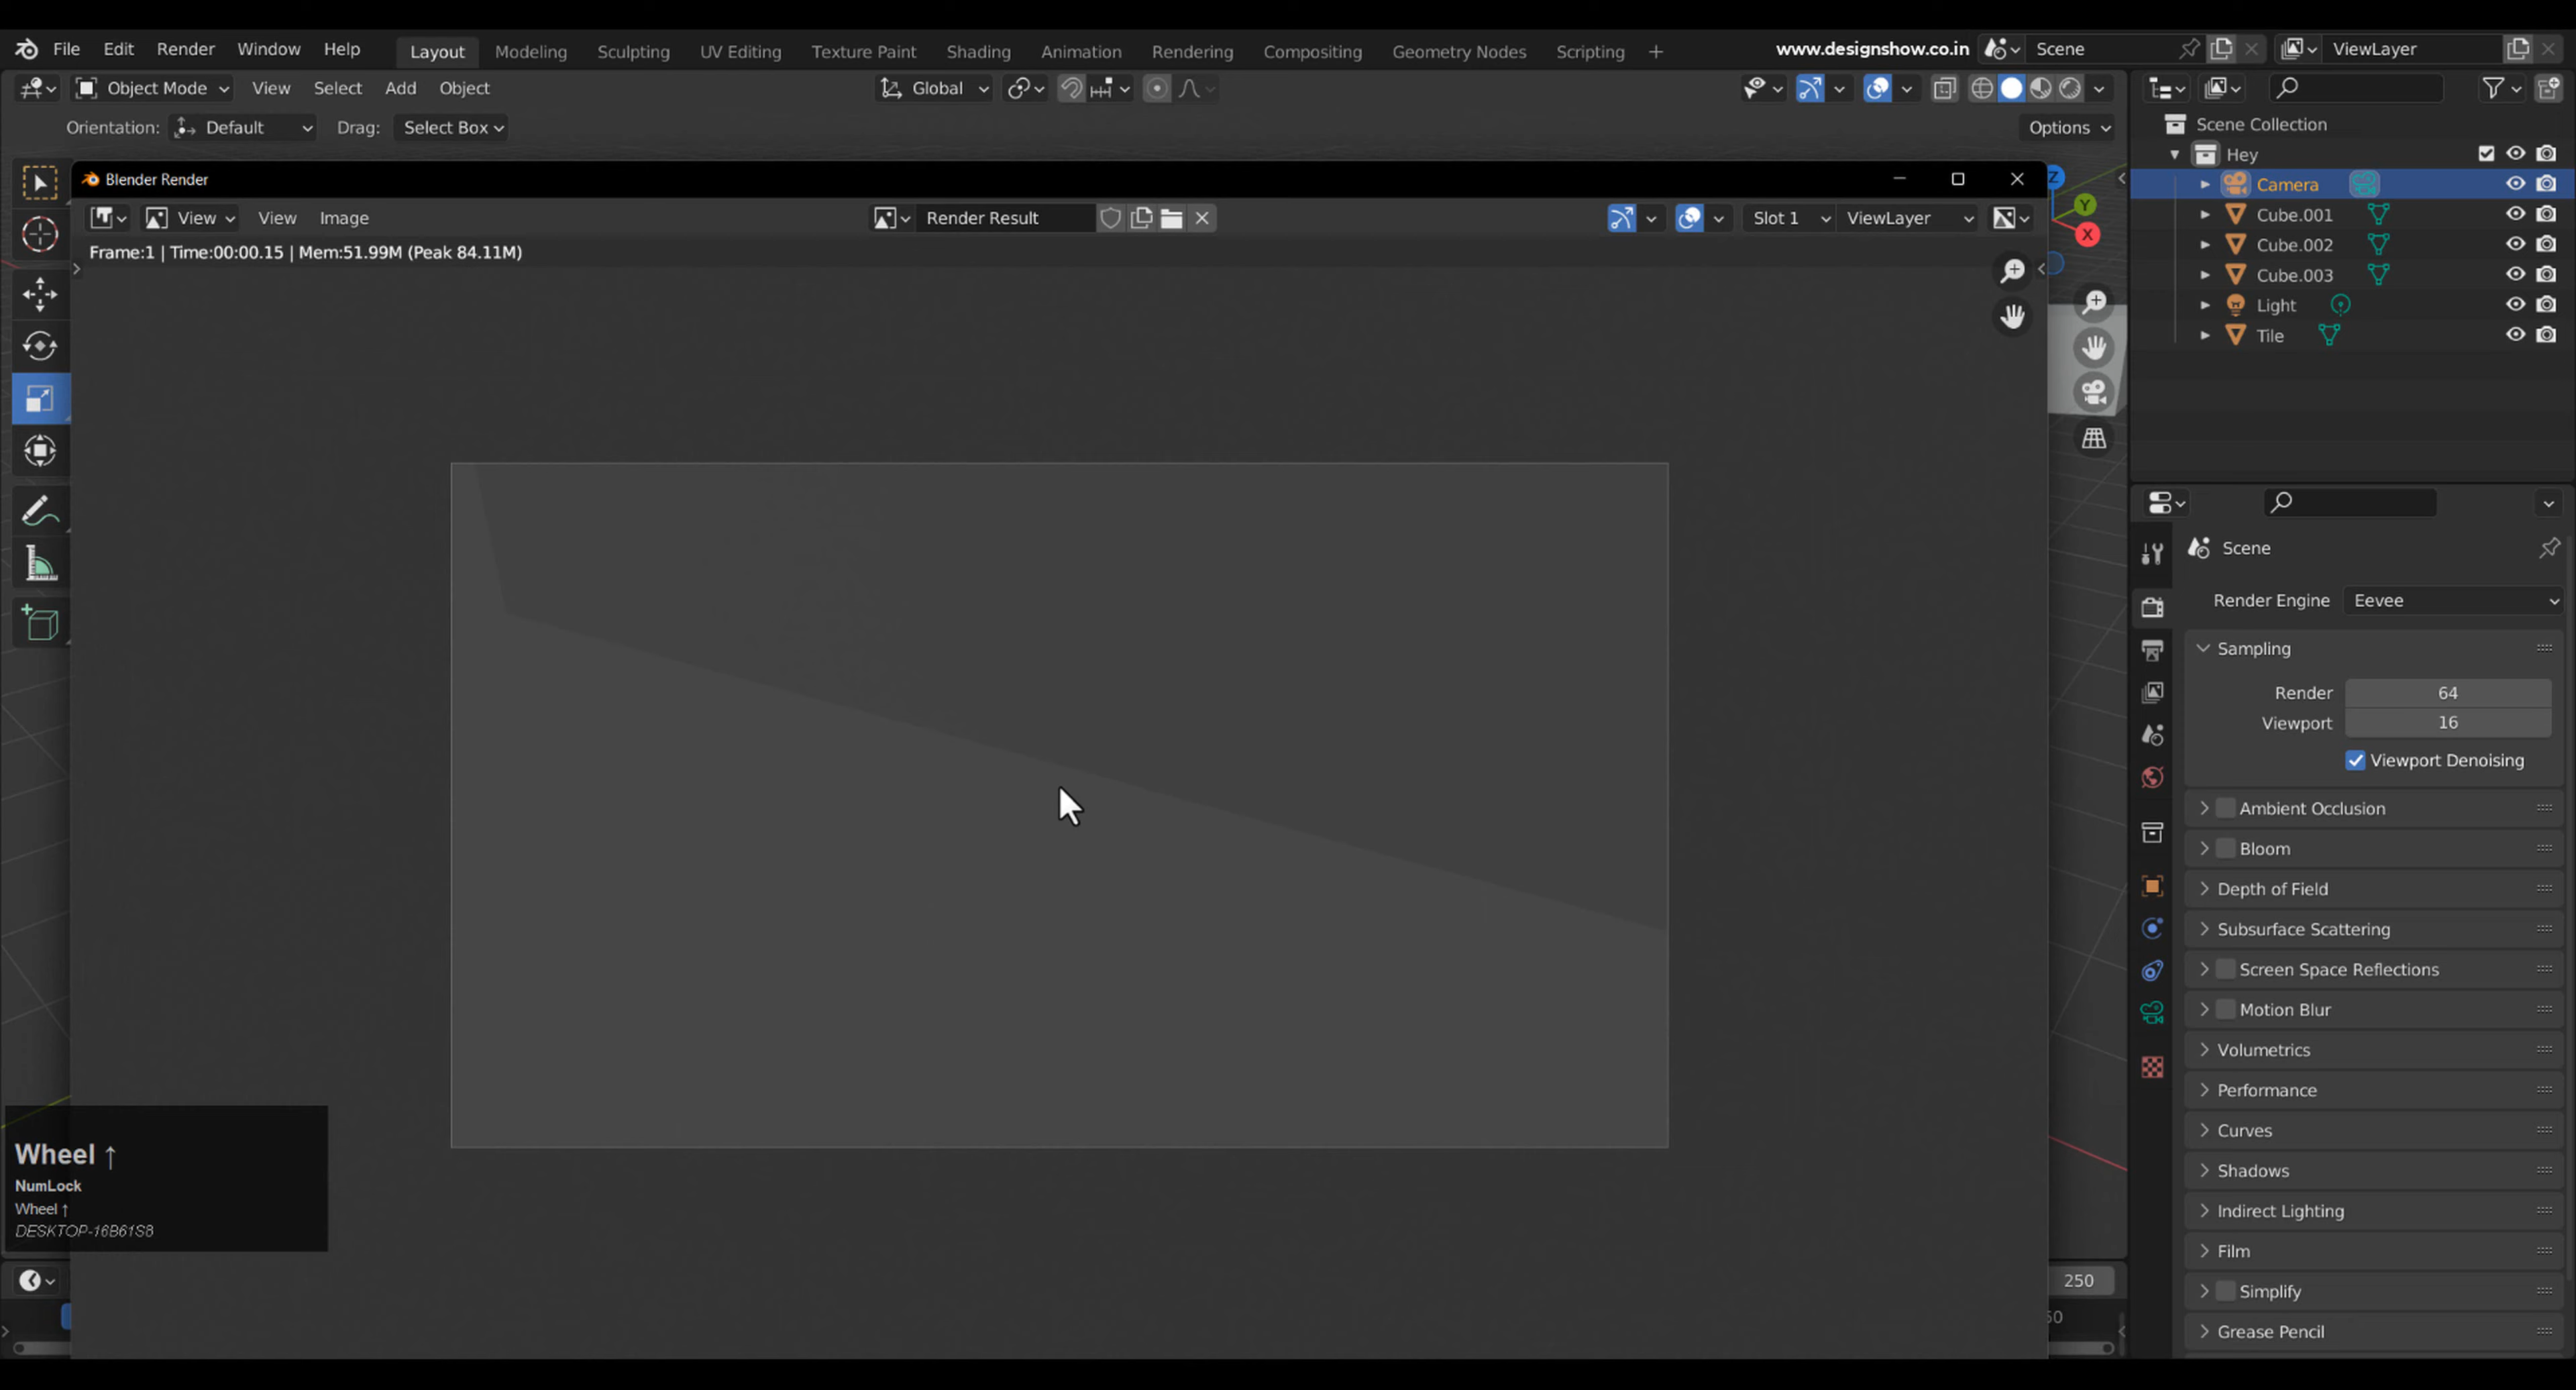 File Edit Render Window Help Layout Modeling Sculpting UV Editing Texture Paint Shading Animation Rendering Compositing Geometry Nodes Scripting + www.designshow.co.in Scene ViewLayer
Object Mode View Select Add Object Global
Orientation: Default Drag: Select Box Options
Scene Collection
Hey
Camera
Cube.001
Cube.002
Cube.003
Light
Tile
Blender Render
View View Image Render Result Slot 1 ViewLayer
Frame:1 | Time:00:00.15 | Mem:51.99M (Peak 84.11M)
Z
Y
X
Scene
Render Engine Eevee
Sampling
Render 64
Viewport 16
Viewport Denoising
Ambient Occlusion
Bloom
Depth of Field
Subsurface Scattering
Screen Space Reflections
Motion Blur
Volumetrics
Performance
Curves
Shadows
Indirect Lighting
Film
Simplify
Grease Pencil
Wheel ↑
NumLock
Wheel ↑
DESKTOP-16B61S8
250